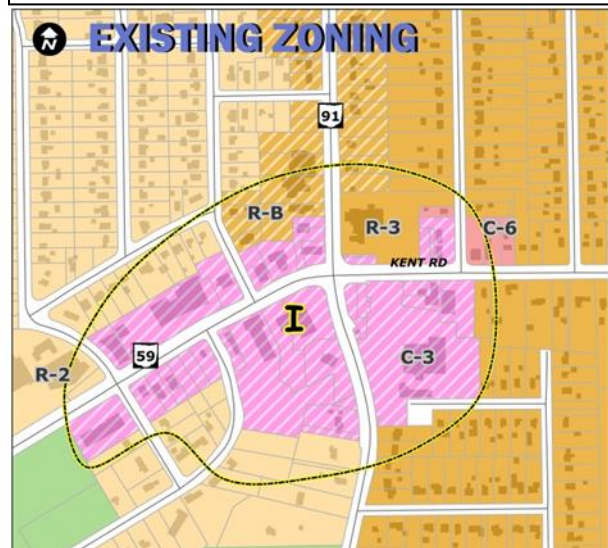 N EXISTING ZONING
91
R-B
R-3
C-6
KENT RD
I
59
C-3
R-2